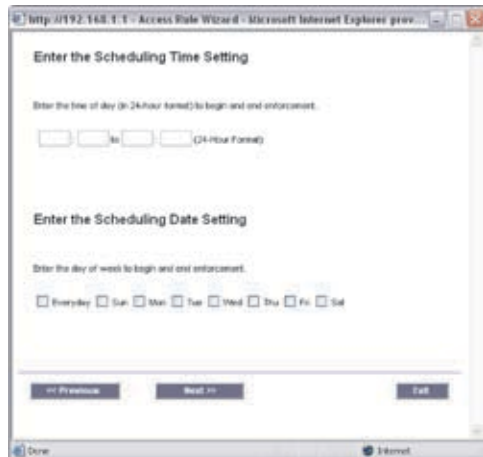 http://192.168.1.1 - Access Rule Wizard - Microsoft Internet Explorer prov...
Enter the Scheduling Time Setting
Enter the time of day (in 24-hour format) to begin and end enforcement.
: to : (24-Hour Format)
Enter the Scheduling Date Setting
Enter the day of week to begin and end enforcement.
Everyday Sun Mon Tue Wed Thu Fri Sat
<< Previous Next >> Exit
Done Internet